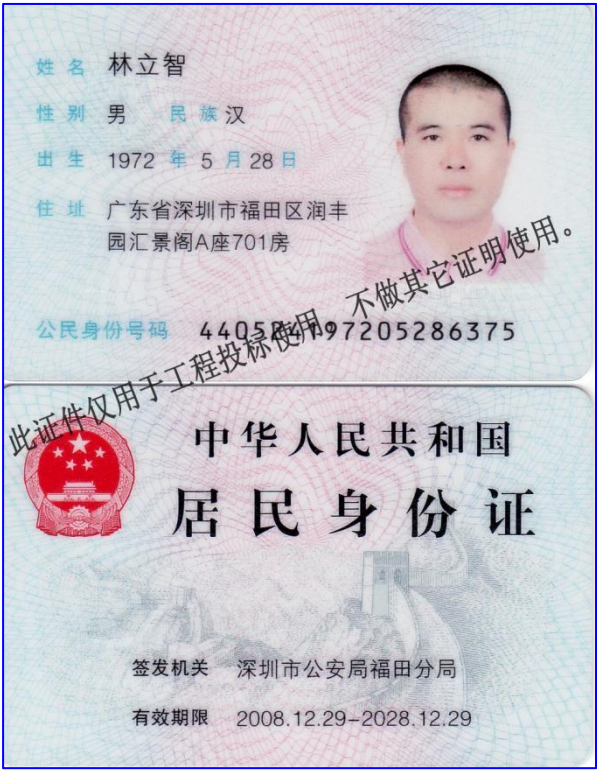 姓名 林立智
性别 男 民族 汉
出生 1972 年 5 月 28 日
住址 广东省深圳市福田区润丰
园汇景阁A座701房
公民身份号码 440524197205286375
此证件仅用于工程投标使用，不做其它证明使用。
中华人民共和国
居民身份证
签发机关 深圳市公安局福田分局
有效期限 2008.12.29-2028.12.29